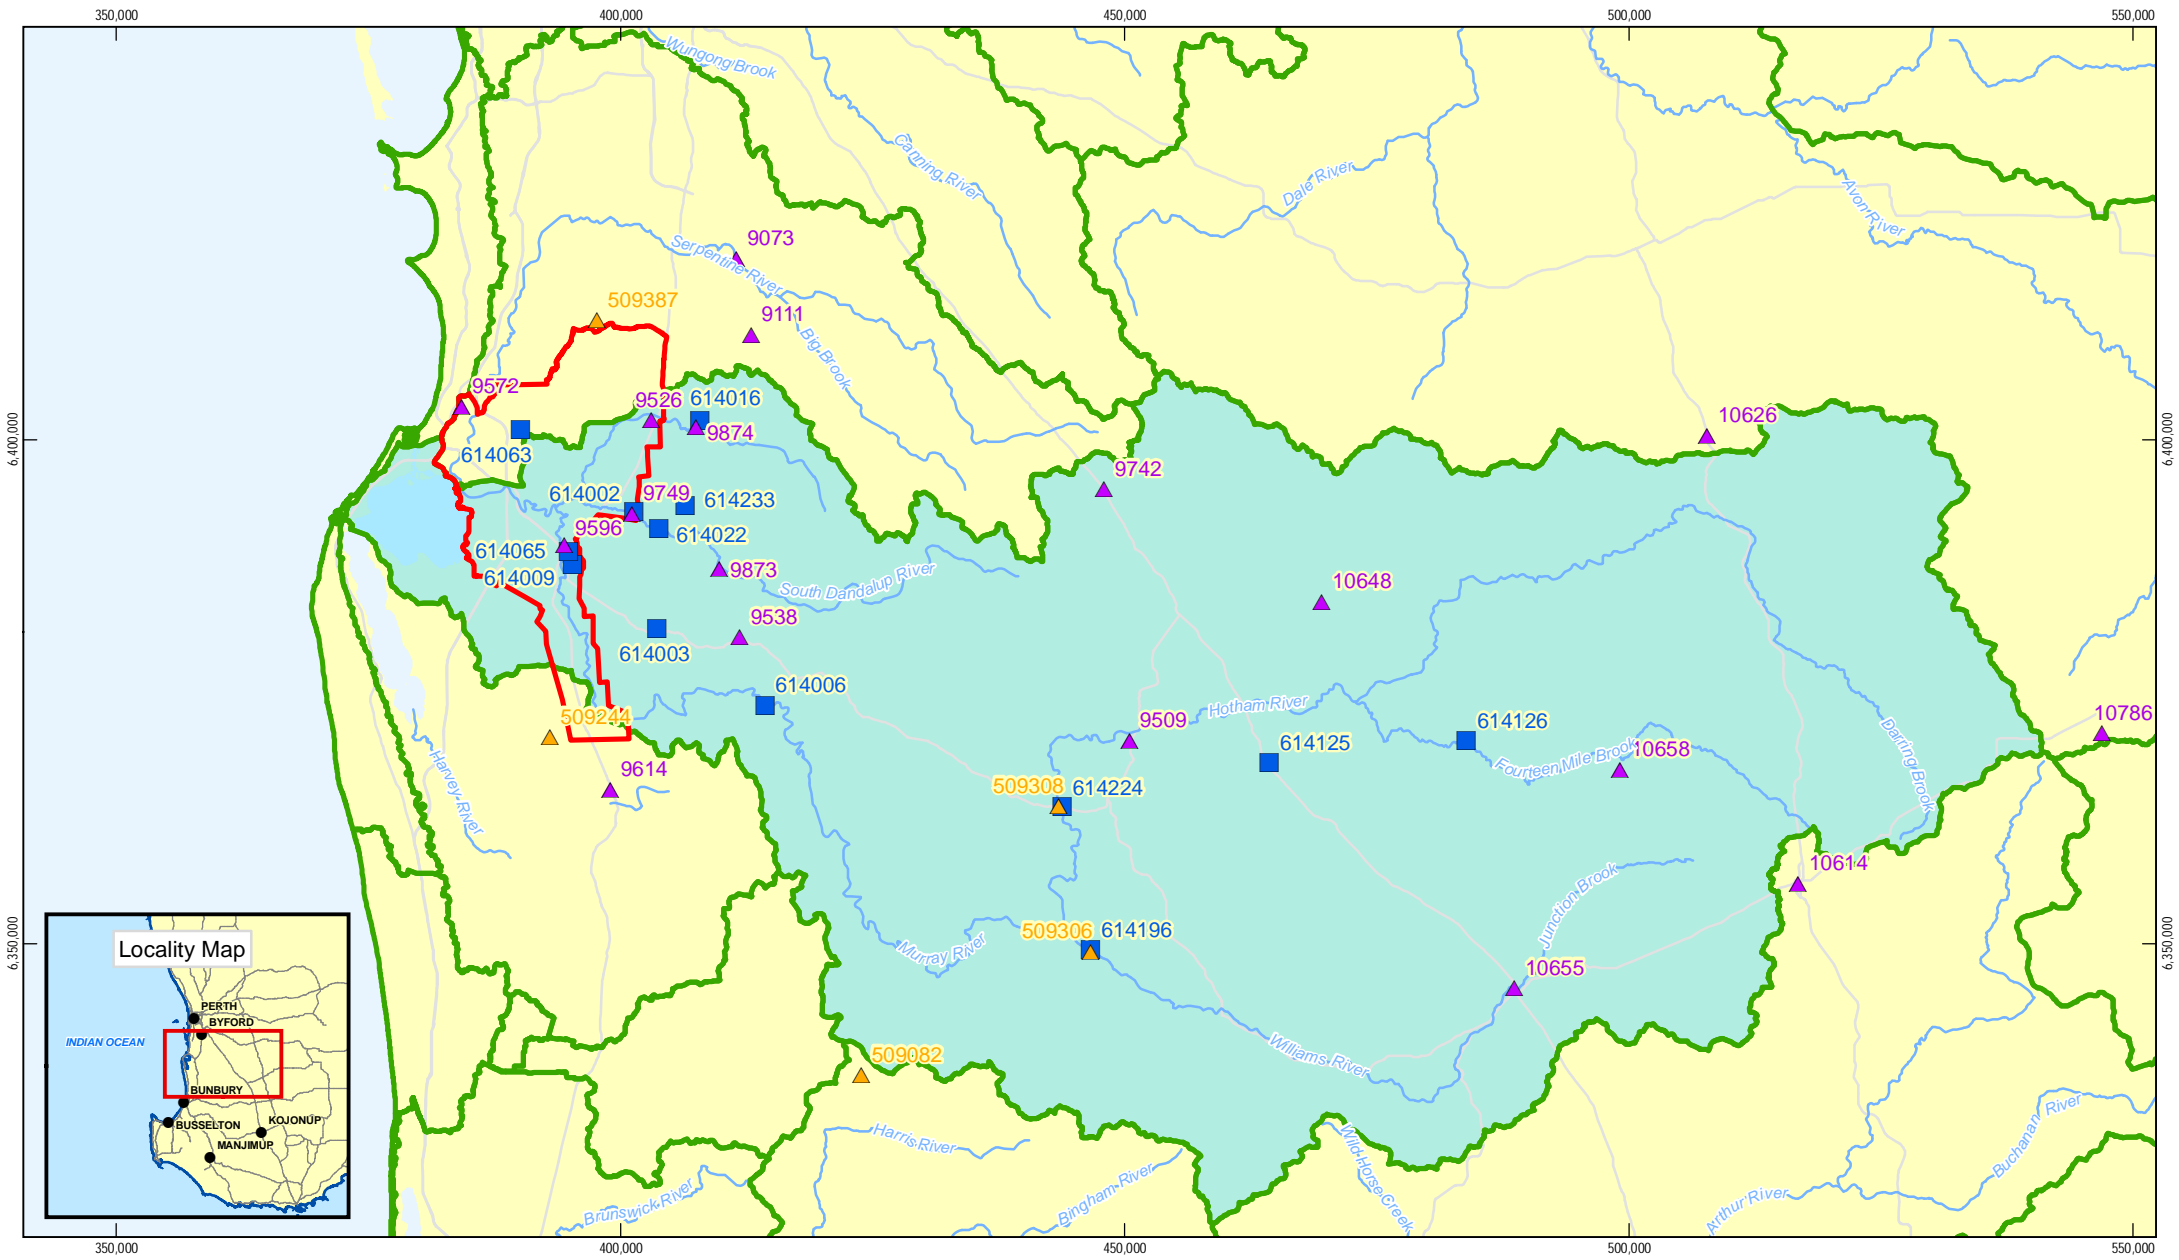 350,000
400,000
450,000
500,000
550,000
Wungong Brook
Canning River
Dale River
Avon River
9073
Serpentine River
509387
9111
Big Brook
9572
9526
614016
9874
10626
6,400,000
6,400,000
614063
9742
614002
9749
614233
9596
614022
614065
614009
9873
South Dandalup River
10648
9538
614003
614006
Hotham River
509244
9509
614125
614126
10786
Fourteen Mile Brook
10658
Darring Brook
Harvey River
9614
509308
614224
10614
Junction Brook
6,350,000
6,350,000
Murray River
509306
614196
10655
Locality Map
PERTH
BYFORD
INDIAN OCEAN
BUNBURY
BUSSELTON
KOJONUP
MANJIMUP
509082
Williams River
Harris River
Wild Horse Creek
Bingham River
Brunswick River
Arthur River
Buchanan River
350,000
400,000
450,000
500,000
550,000